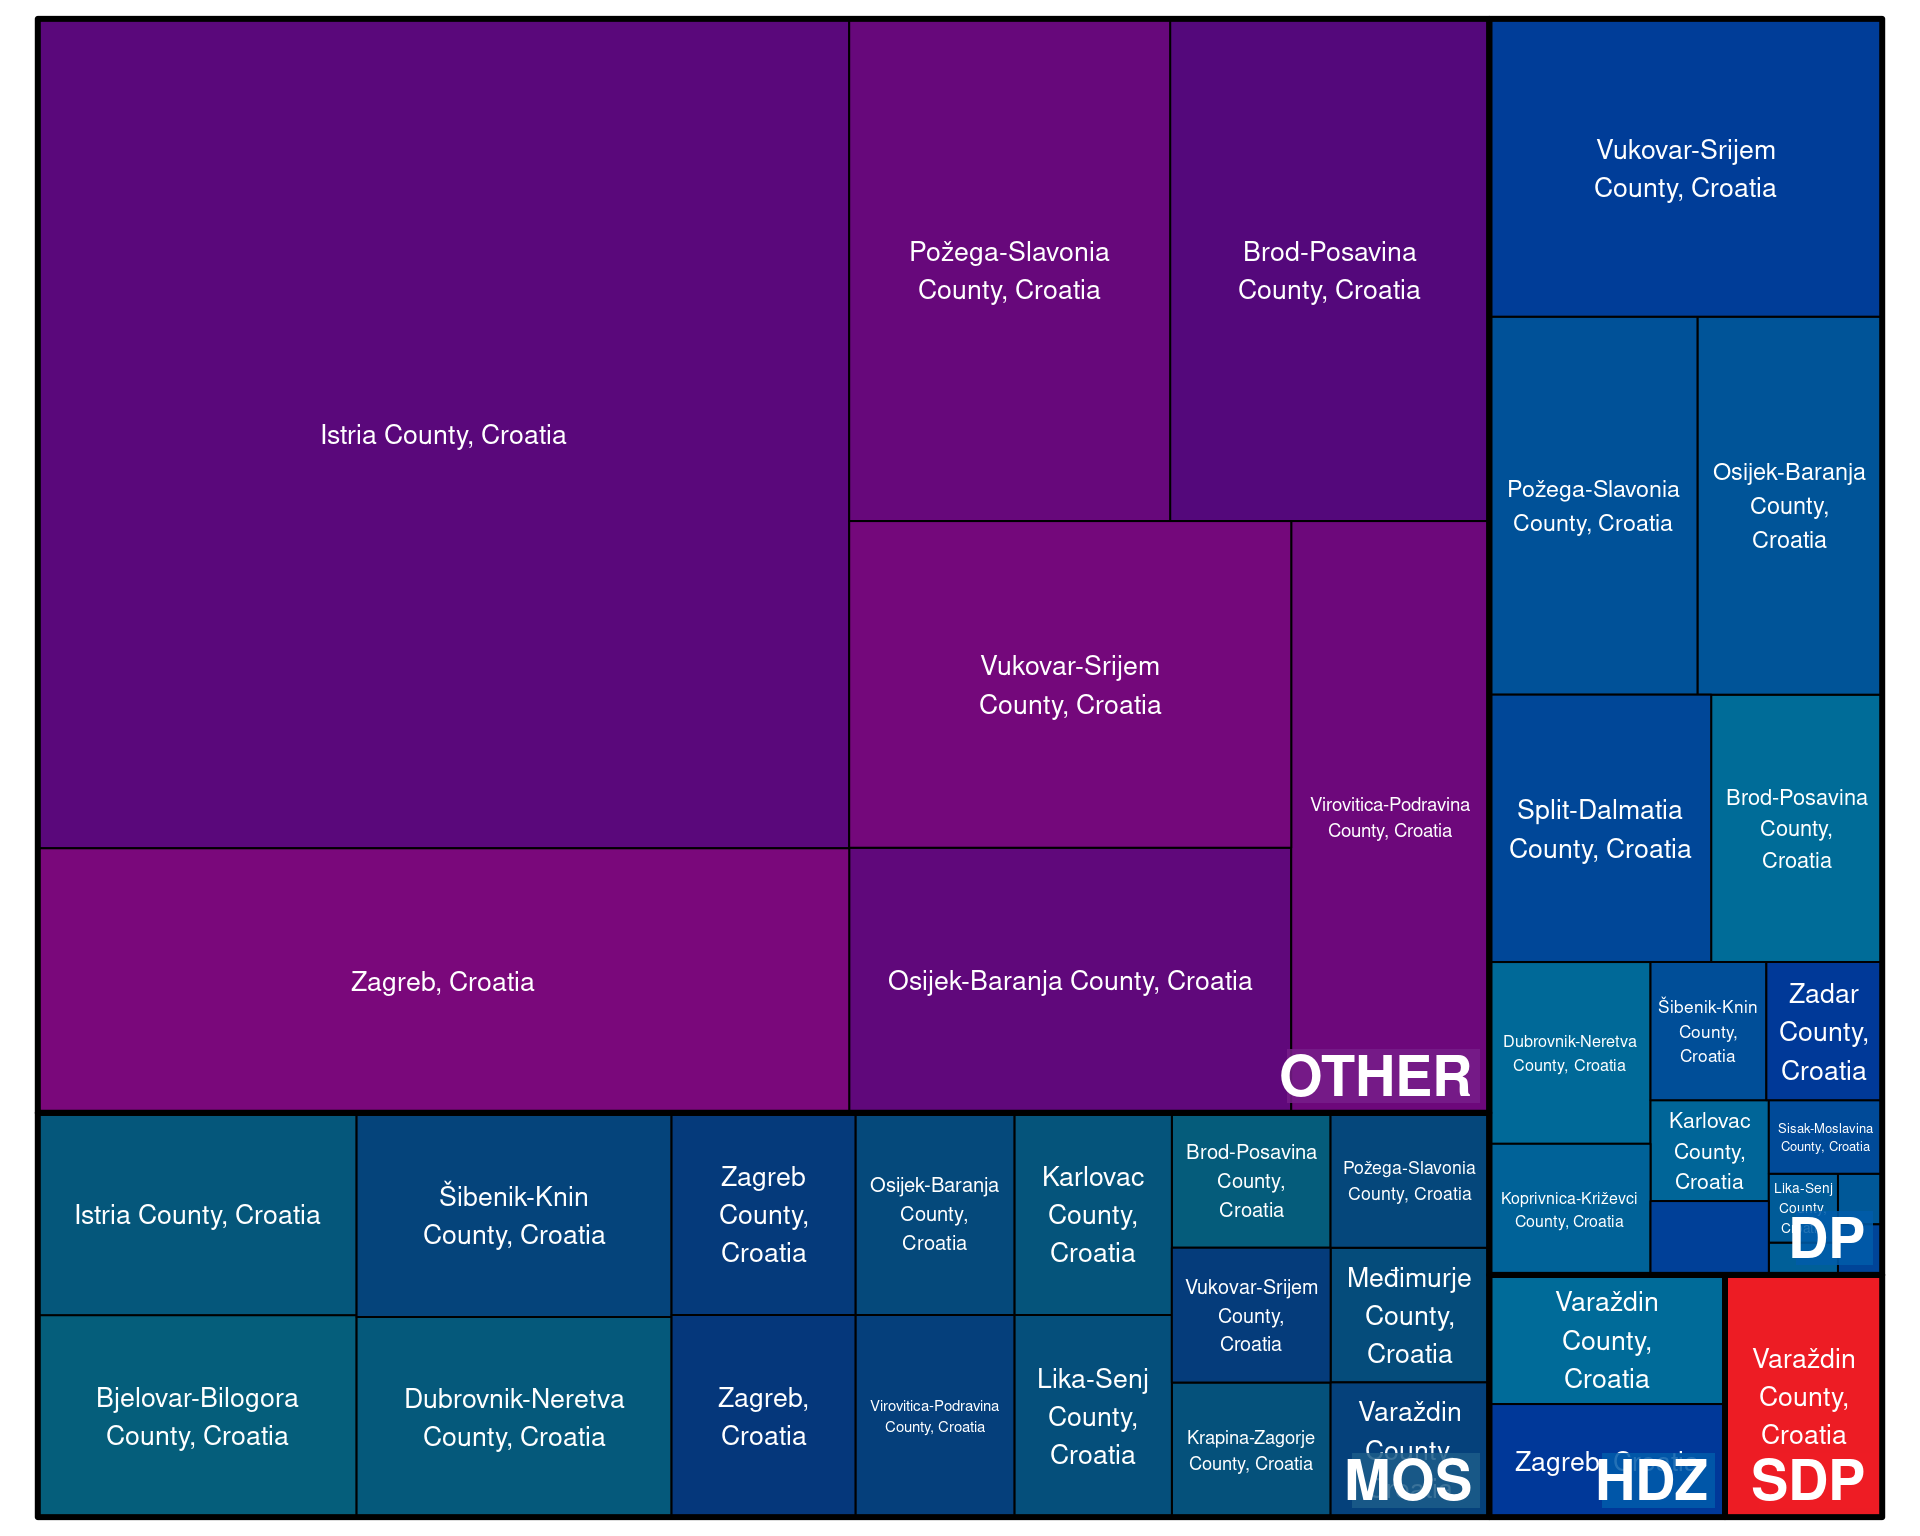 Istria County, Croatia
Požega-Slavonia
County, Croatia
Brod-Posavina
County, Croatia
Vukovar-Srijem
County, Croatia
Virovitica-Podravina
County, Croatia
Zagreb, Croatia
Osijek-Baranja County, Croatia
OTHER
Vukovar-Srijem
County, Croatia
Požega-Slavonia
County, Croatia
Osijek-Baranja
County,
Croatia
Split-Dalmatia
County, Croatia
Brod-Posavina
County,
Croatia
Dubrovnik-Neretva
County, Croatia
Šibenik-Knin
County,
Croatia
Zadar
County,
Croatia
Karlovac
County,
Croatia
Sisak-Moslavina
County, Croatia
Koprivnica-Križevci
County, Croatia
Lika-Senj
County,
DP
Istria County, Croatia
Šibenik-Knin
County, Croatia
Zagreb
County,
Croatia
Osijek-Baranja
County,
Croatia
Karlovac
County,
Croatia
Brod-Posavina
County,
Croatia
Požega-Slavonia
County, Croatia
Vukovar-Srijem
County,
Croatia
Međimurje
County,
Croatia
Bjelovar-Bilogora
County, Croatia
Dubrovnik-Neretva
County, Croatia
Zagreb,
Croatia
Virovitica-Podravina
County, Croatia
Lika-Senj
County,
Croatia
Krapina-Zagorje
County, Croatia
Varaždin
County,
MOS
Varaždin
County,
Croatia
Zagreb, Croatia
HDZ
Varaždin
County,
Croatia
SDP